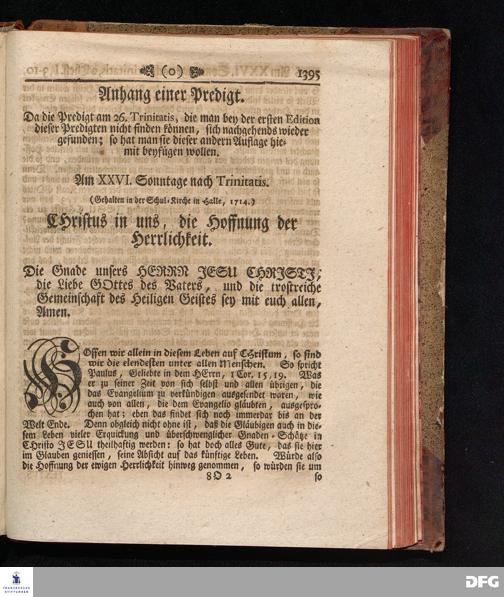 (o) 1395
Anhang einer Predigt.
Da die Predigt am 26. Trinitatis, die man bey der ersten Edition
dieser Predigten nicht finden können, sich nachgehends wieder
gefunden; so hat man sie dieser andern Auflage hie-
mit beyfügen wollen.
Am XXVI. Sonntage nach Trinitatis.
(Gehalten in der Schul-Kirche in Halle, 1714.)
CHristus in uns, die Hoffnung der
Herrlichkeit.
Die Gnade unsers HERRN JESU CHRISTI,
die Liebe GOttes des Vaters, und die trostreiche
Gemeinschaft des Heiligen Geistes sey mit euch allen,
Amen.
HOffen wir allein in diesem Leben auf CHristum, so sind
wir die elendesten unter allen Menschen. So spricht
Paulus, Geliebte in dem HErrn, 1 Cor. 15, 19. Was
er zu seiner Zeit von sich selbst und allen übrigen, die
das Evangelium zu verkündigen ausgesendet waren, wie
auch von allen, die dem Evangelio gläubten, ausgespro-
chen hat; eben das findet sich noch immerdar bis an der
Welt Ende. Denn obgleich nicht ohne ist, daß die Gläubigen auch in die-
sem Leben vieler Erquickung und überschwenglicher Gnaden-Schätze in
CHristo JESU theilhaftig werden: so hat doch alles Gute, das sie hier
im Glauben geniessen, seine Absicht auf das künftige Leben. Würde also
die Hoffnung der ewigen Herrlichkeit hinweg genommen, so würden sie um
8O 2 so
FRANCKESCHE
STIFTUNGEN
DFG